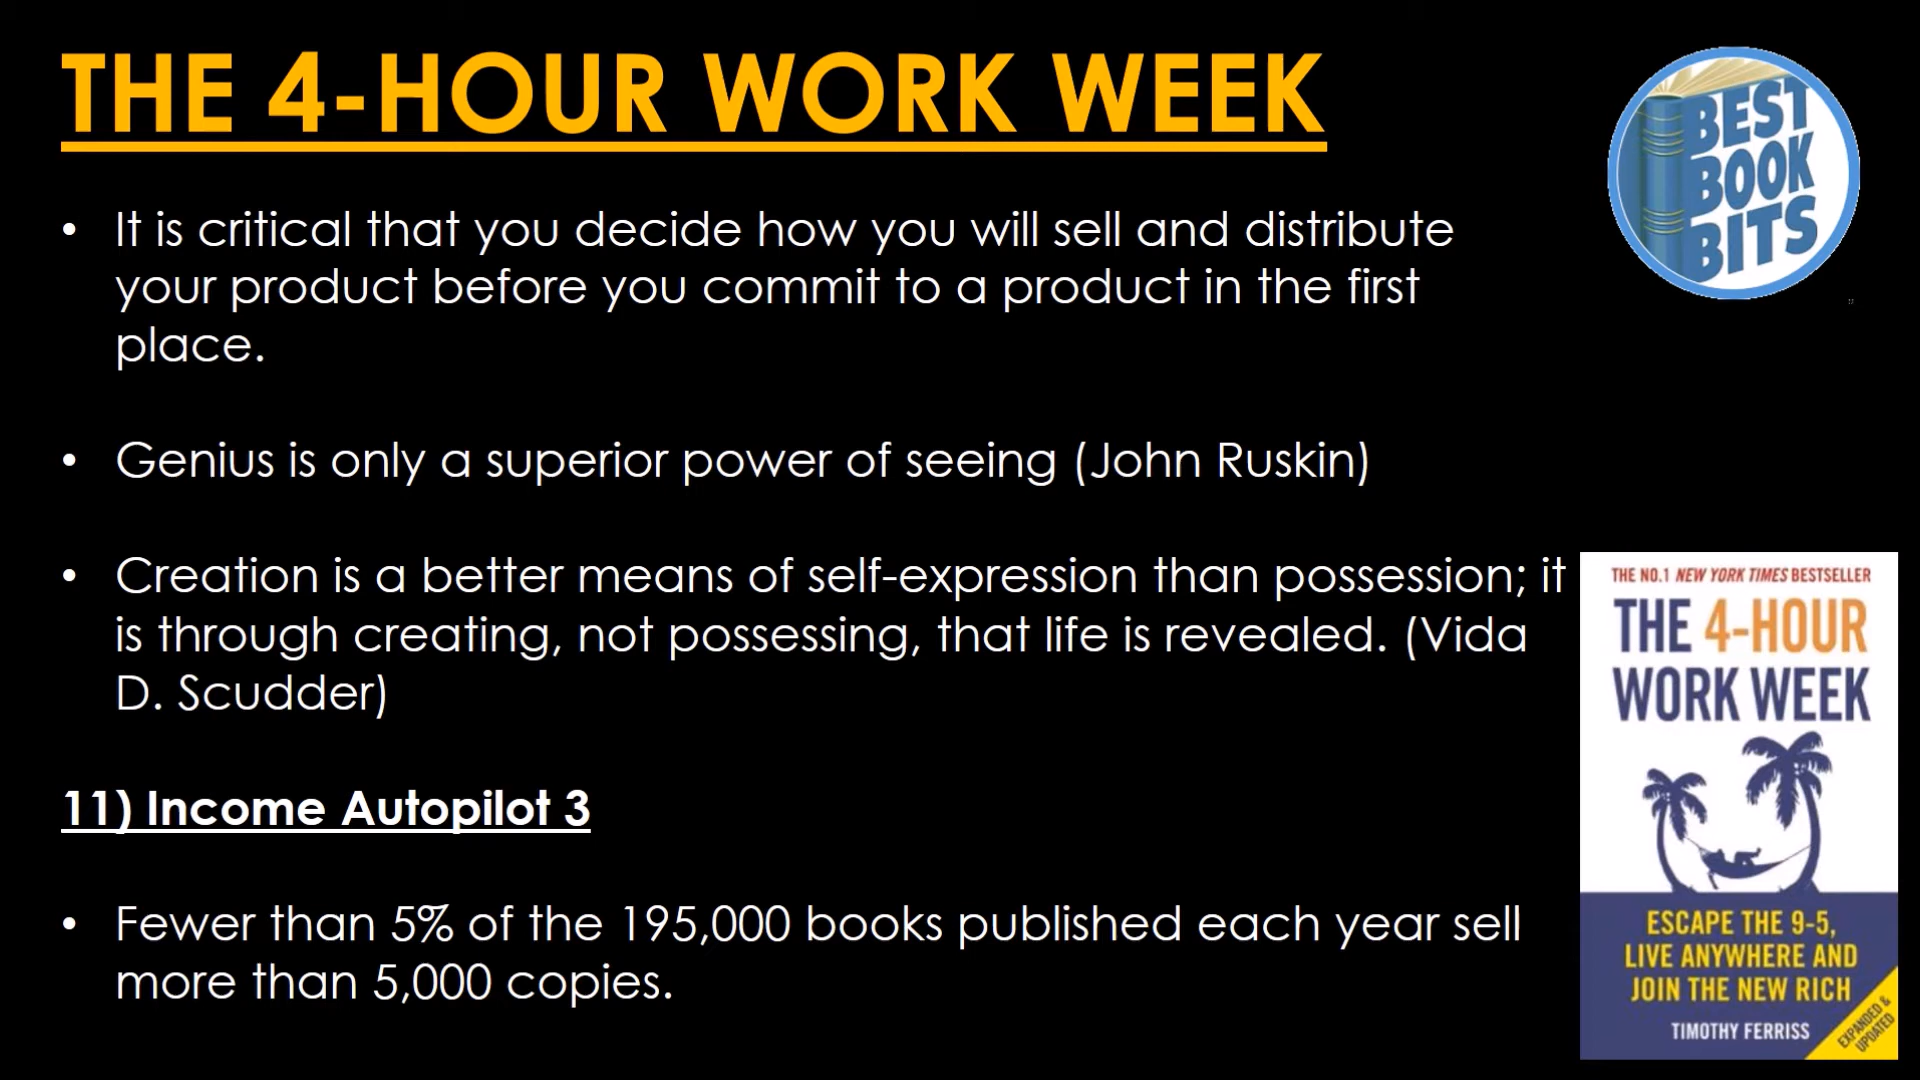 THE 4-HOUR WORK WEEK
BEST
BOOK
BITS
• It is critical that you decide how you will sell and distribute
your product before you commit to a product in the first
place.
• Genius is only a superior power of seeing (John Ruskin)
• Creation is a better means of self-expression than possession; it
is through creating, not possessing, that life is revealed. (Vida
D. Scudder)
11) Income Autopilot 3
• Fewer than 5% of the 195,000 books published each year sell
more than 5,000 copies.
THE NO.1 NEW YORK TIMES BESTSELLER
THE 4-HOUR
WORK WEEK
ESCAPE THE 9-5,
LIVE ANYWHERE AND
JOIN THE NEW RICH
TIMOTHY FERRISS
EXPANDED &
UPDATED